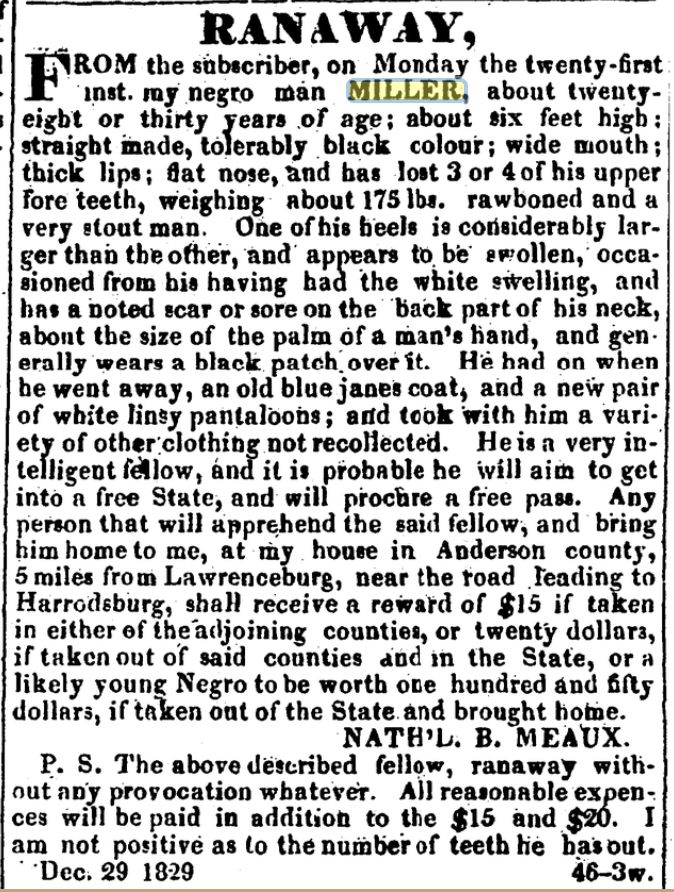 RANAWAY,
FROM the subscriber, on Monday the twenty-first
inst. my negro man MILLER, about twenty-
eight or thirty years of age; about six feet high;
straight made, tolerably black colour; wide mouth;
thick lips; flat nose, and has lost 3 or 4 of his upper
fore teeth, weighing about 175 lbs. rawboned and a
very stout man. One of his heels is considerably lar-
ger than the other, and appears to be swollen, occa-
sioned from his having had the white swelling, and
has a noted scar or sore on the back part of his neck,
about the size of the palm of a man's hand, and gen-
erally wears a black patch over it. He had on when
he went away, an old blue janes coat, and a new pair
of white linsy pantaloons; and took with him a vari-
ety of other clothing not recollected. He is a very in-
telligent fellow, and it is probable he will aim to get
into a free State, and will procure a free pass. Any
person that will apprehend the said fellow, and bring
him home to me, at my house in Anderson county,
5 miles from Lawrenceburg, near the road leading to
Harrodsburg, shall receive a reward of $15 if taken
in either of the adjoining counties, or twenty dollars,
if taken out of said counties and in the State, or a
likely young Negro to be worth one hundred and fifty
dollars, if taken out of the State and brought home.
NATH'L. B. MEAUX.
P. S. The above described fellow, ranaway with-
out any provocation whatever. All reasonable expen-
ces will be paid in addition to the $15 and $20. I
am not positive as to the number of teeth he has out.
Dec. 29 1829 46-3w.